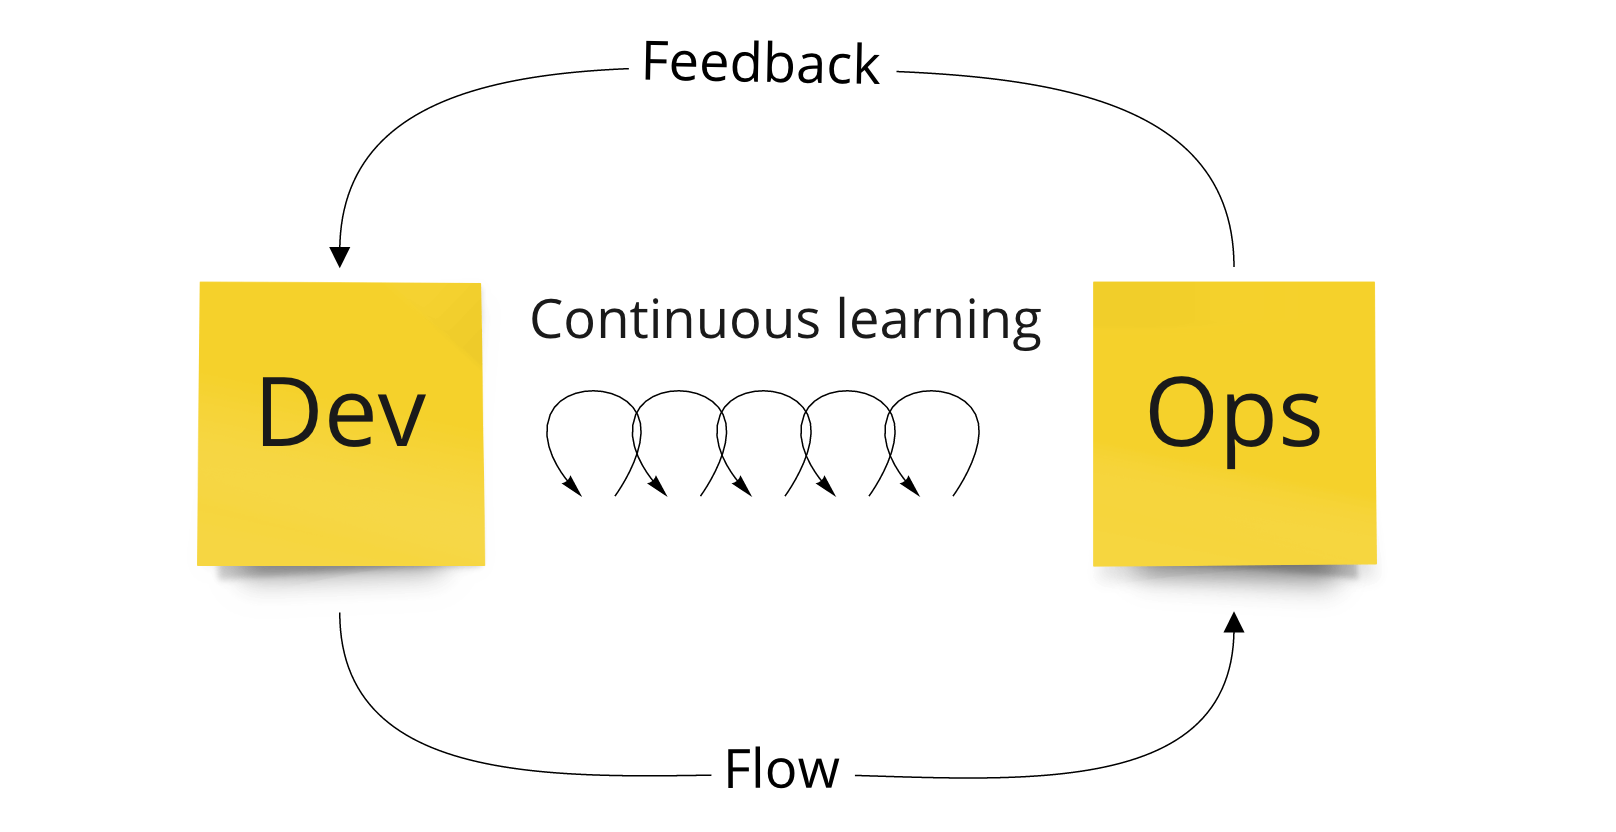 Feedback
Continuous learning
Dev
Ops
Flow